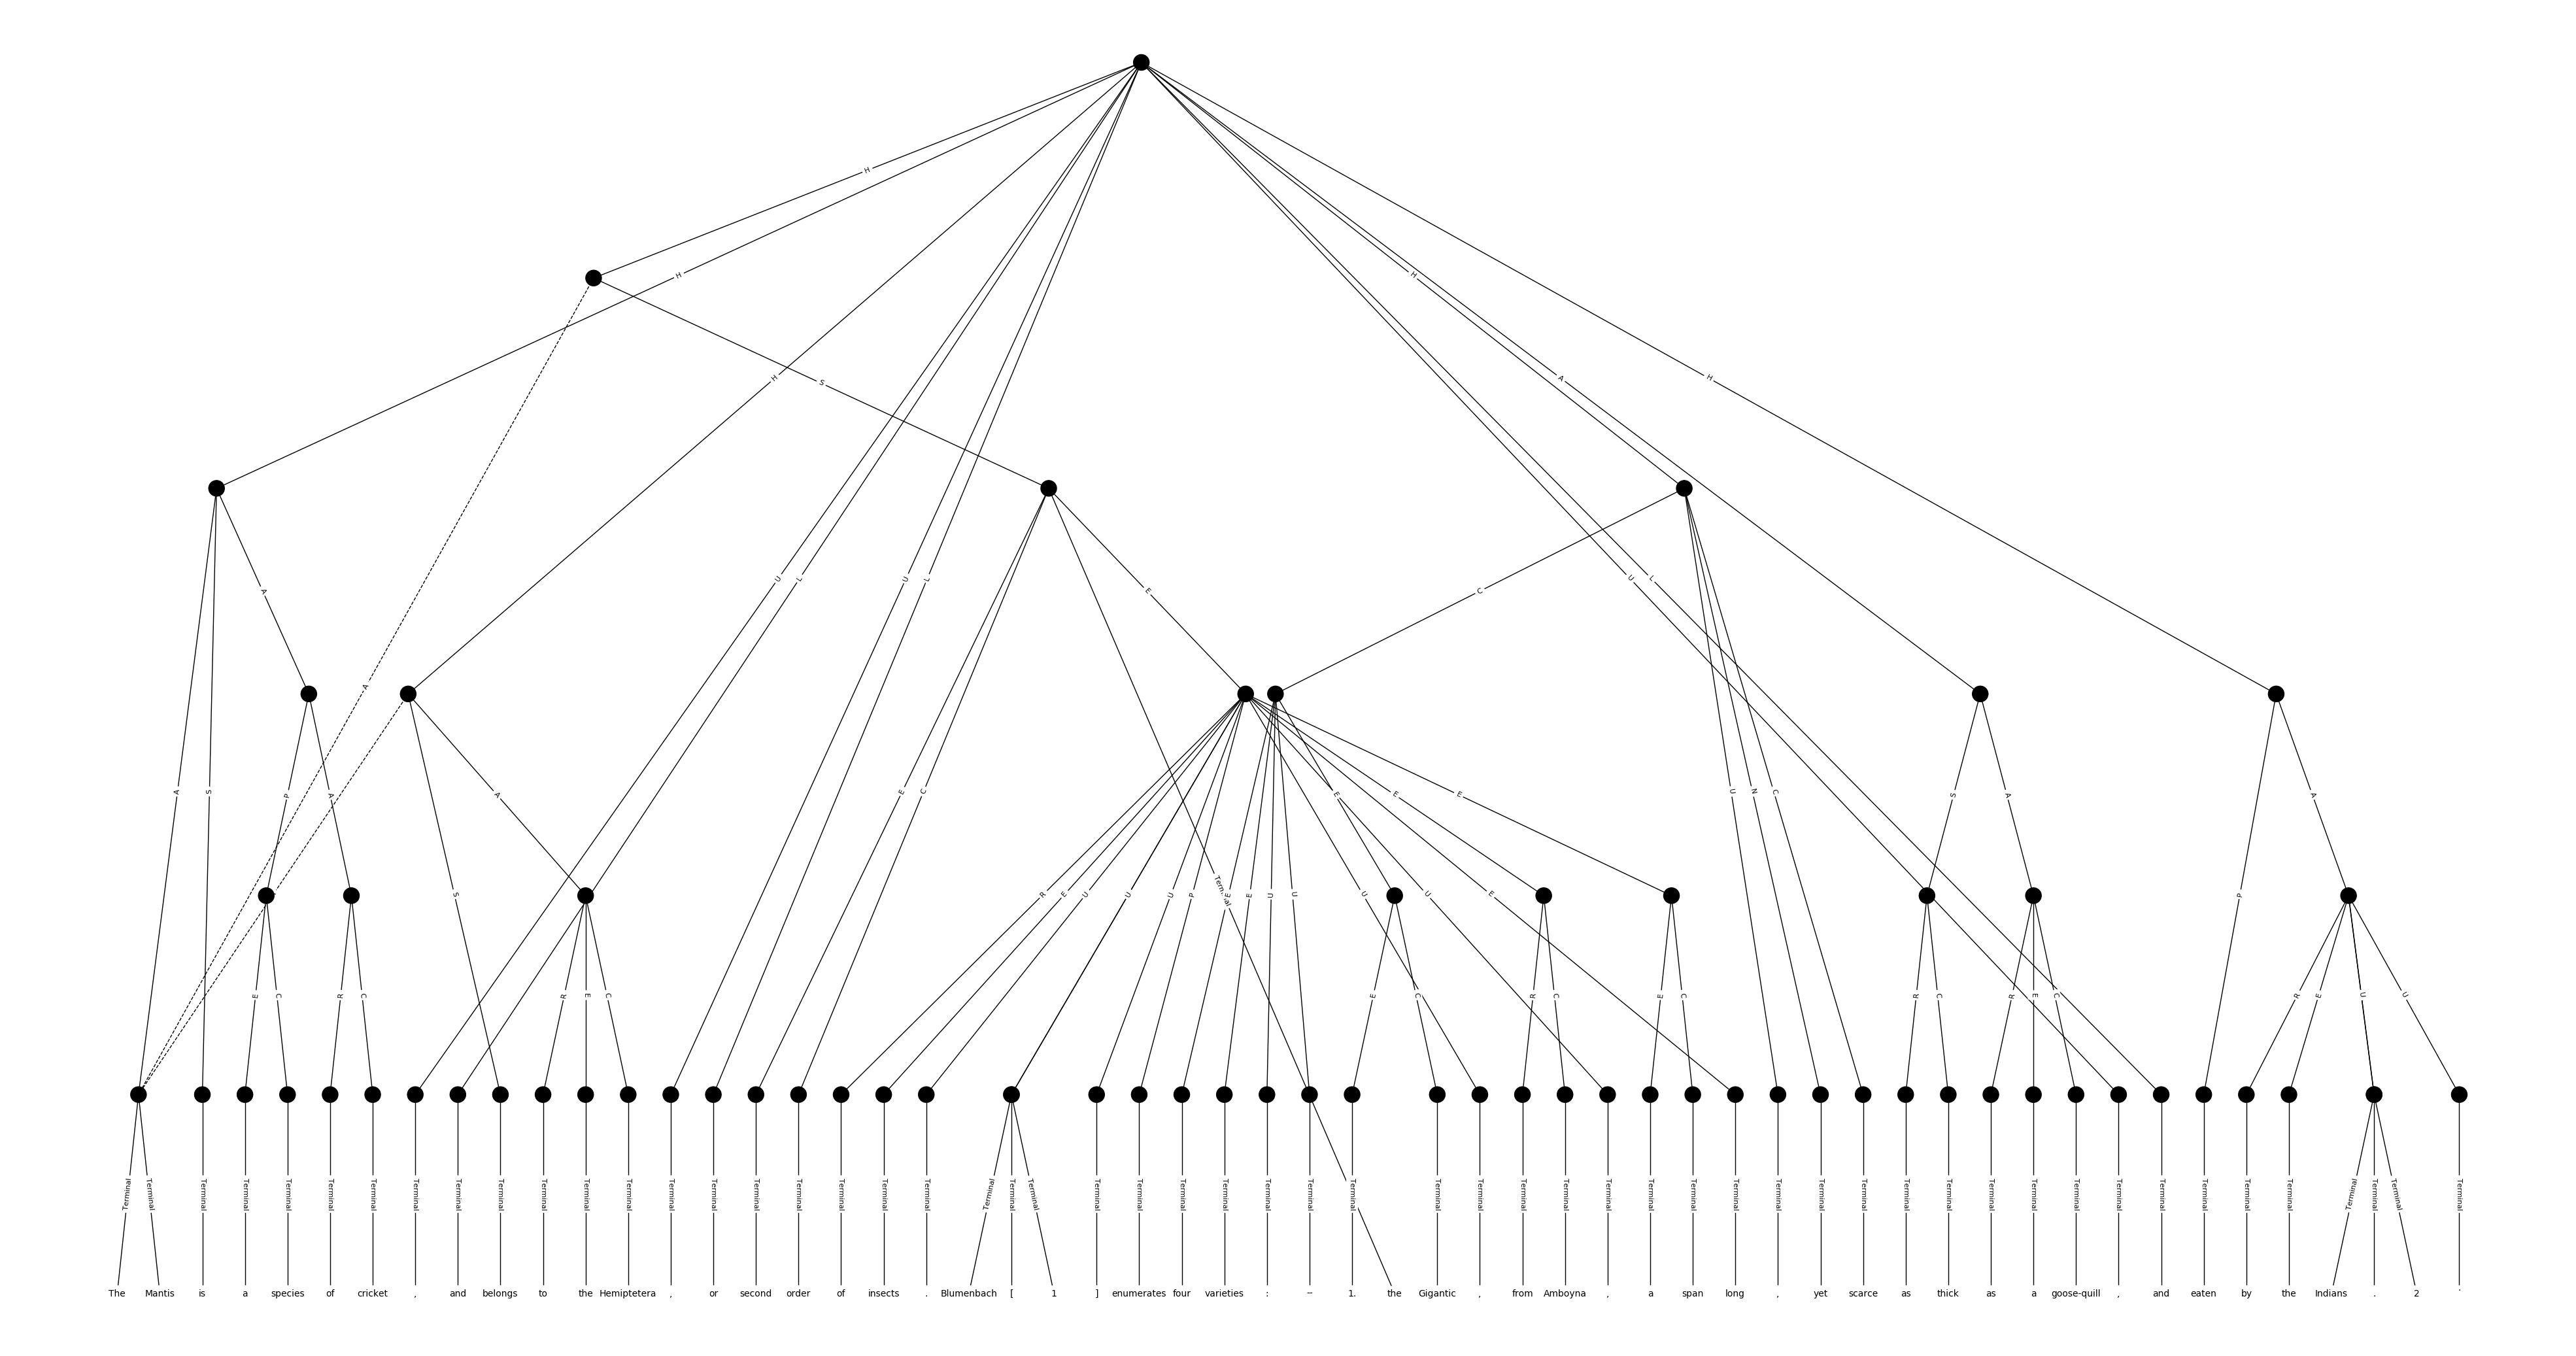 H
H
H
H
A
H
S
H
U
L
U
L
U
L
A
E
C
A
A
S
P
A
A
E
C
E
E
E
U
N
C
S
A
A
S
R
E
U
U
U
P
E
E
U
U
U
U
E
P
Terminal
E
C
R
C
R
E
C
E
C
R
C
E
C
R
C
R
E
C
R
E
U
U
Terminal Terminal Terminal Terminal Terminal Terminal Terminal Terminal Terminal Terminal Terminal Terminal Terminal Terminal Terminal Terminal Terminal Terminal Terminal Terminal Terminal Terminal Terminal Terminal Terminal Terminal Terminal Terminal Terminal Terminal Terminal Terminal Terminal Terminal Terminal Terminal Terminal Terminal Terminal Terminal Terminal Terminal Terminal Terminal Terminal Terminal Terminal Terminal Terminal Terminal Terminal Terminal Terminal Terminal
The Mantis is a species of cricket , and belongs to the Hemiptetera , or second order of insects . Blumenbach [ 1 ] enumerates four varieties : — 1. the Gigantic , from Amboyna , a span long , yet scarce as thick as a goose-quill , and eaten by the Indians . 2 '